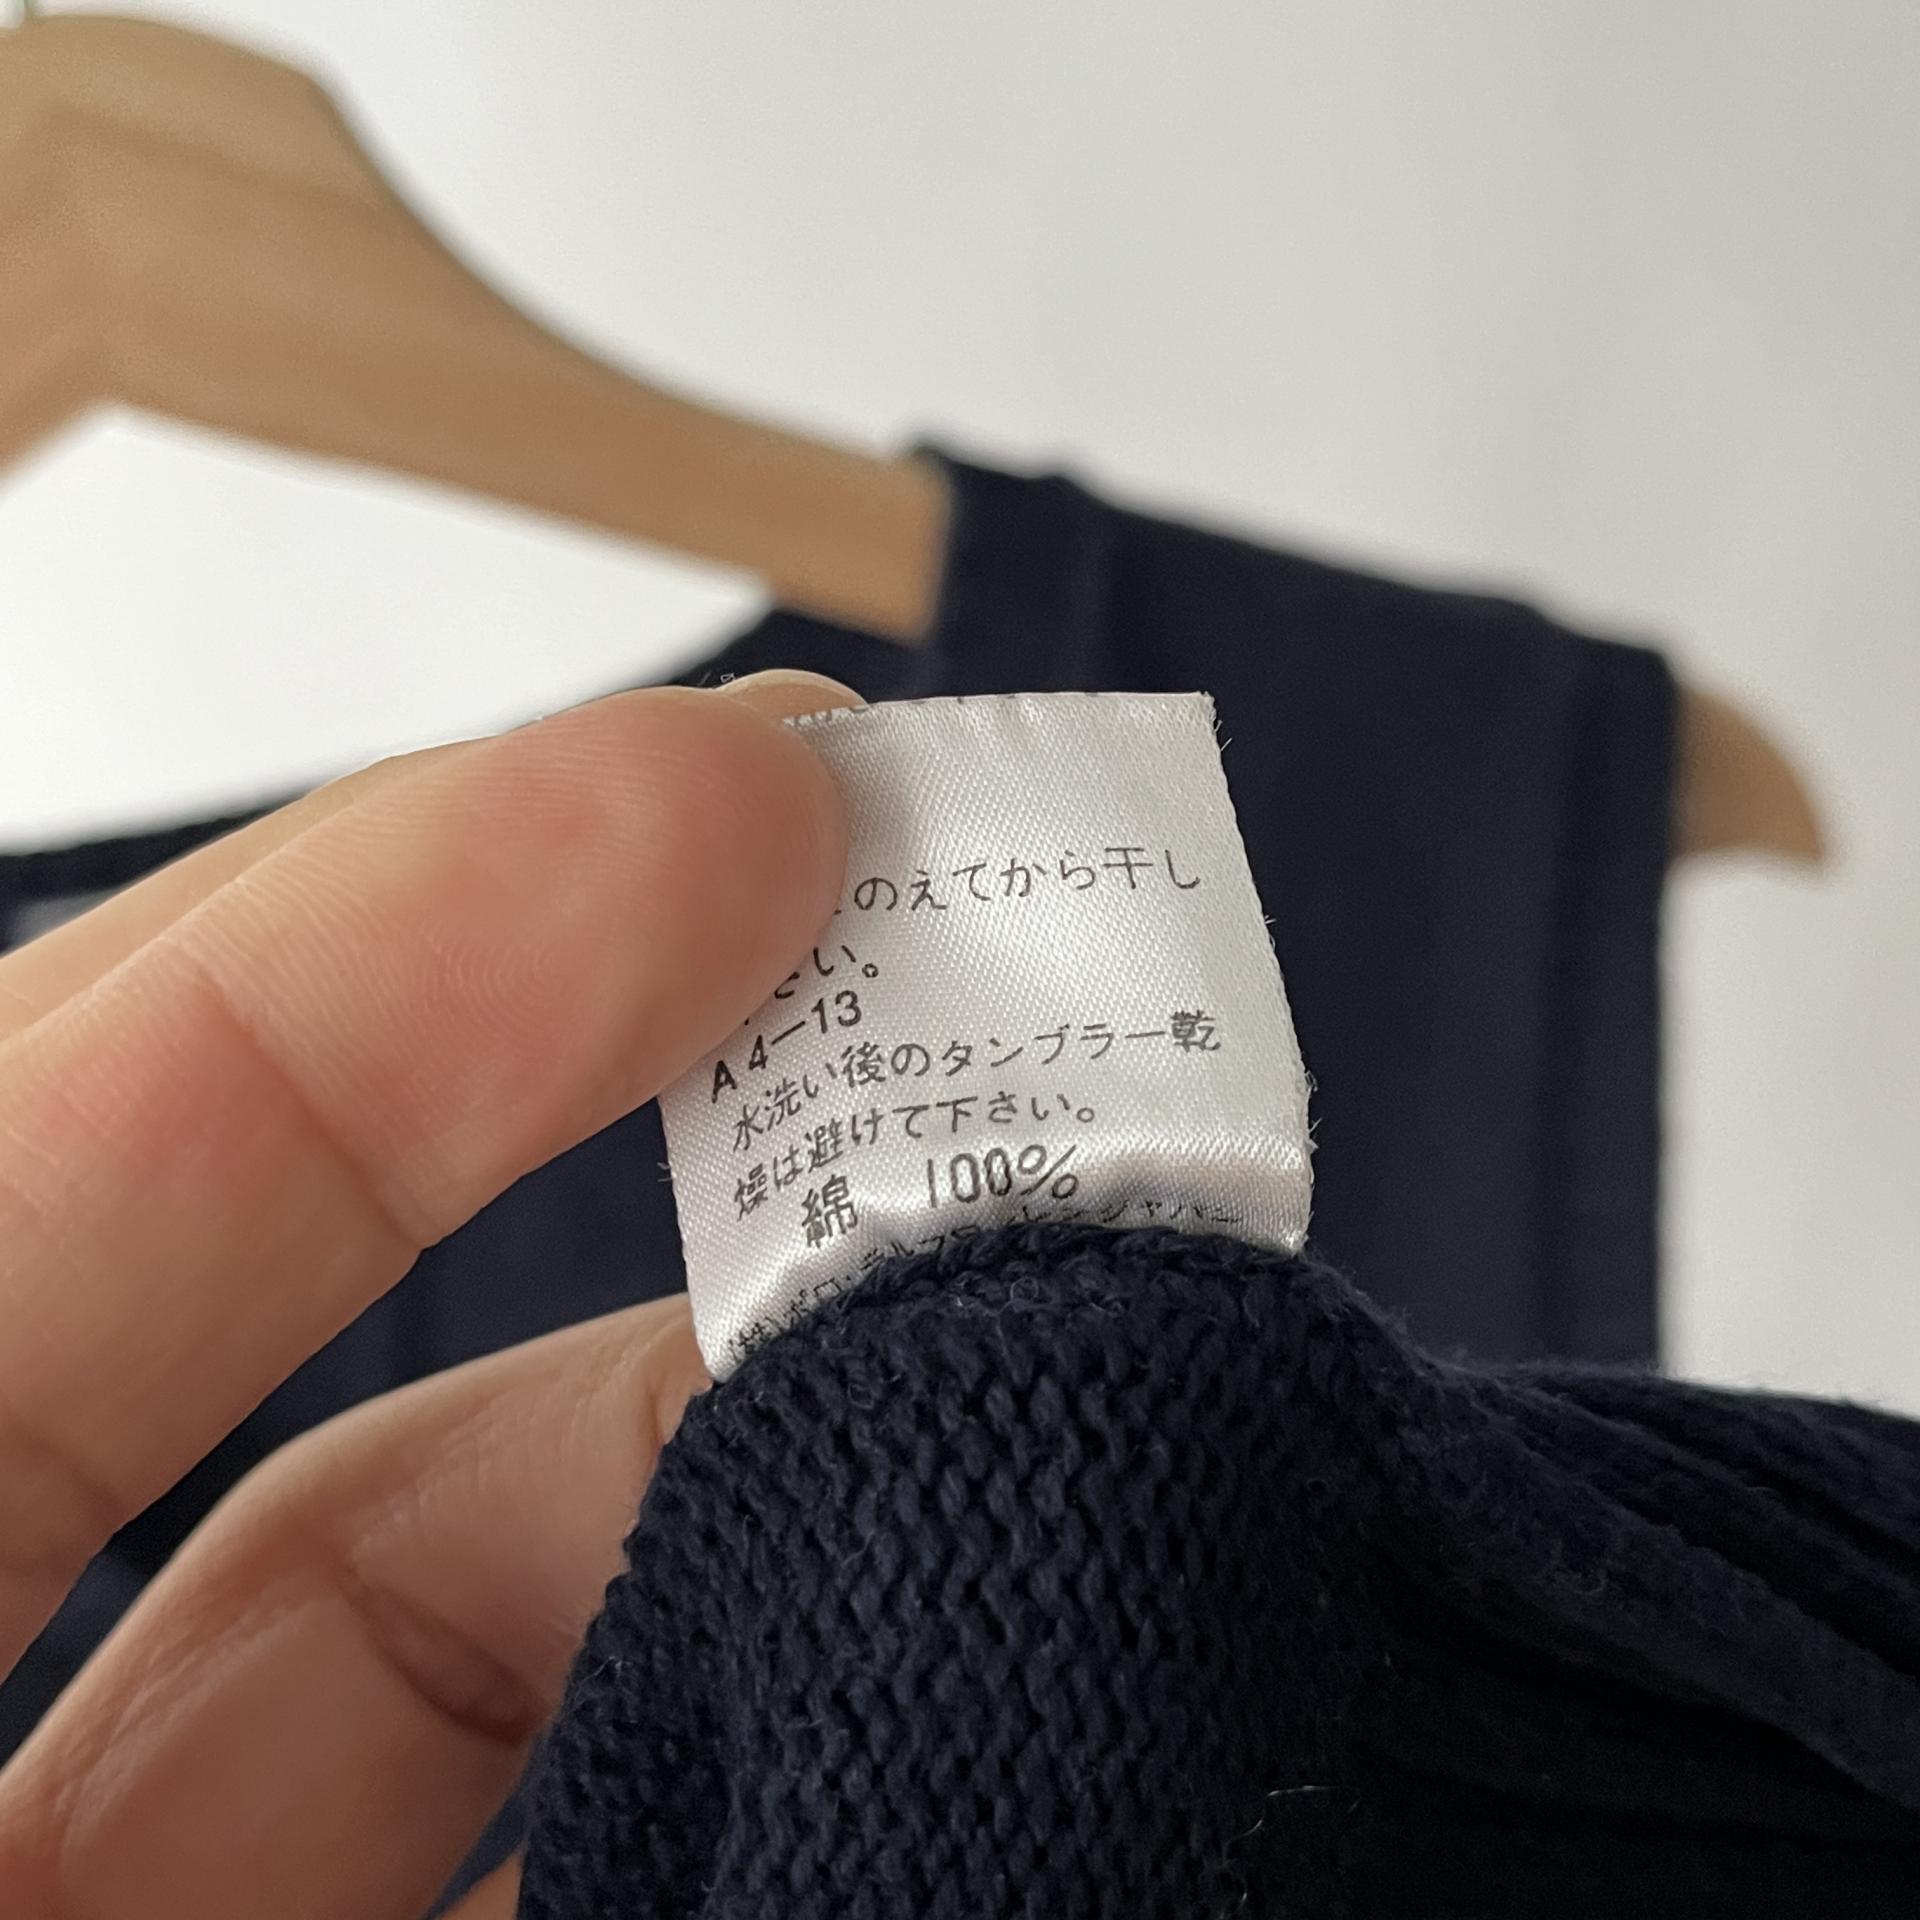 のえてから干し
さい。
A4-13
水洗い後のタンブラー乾
燥は避けて下さい。
綿 100%